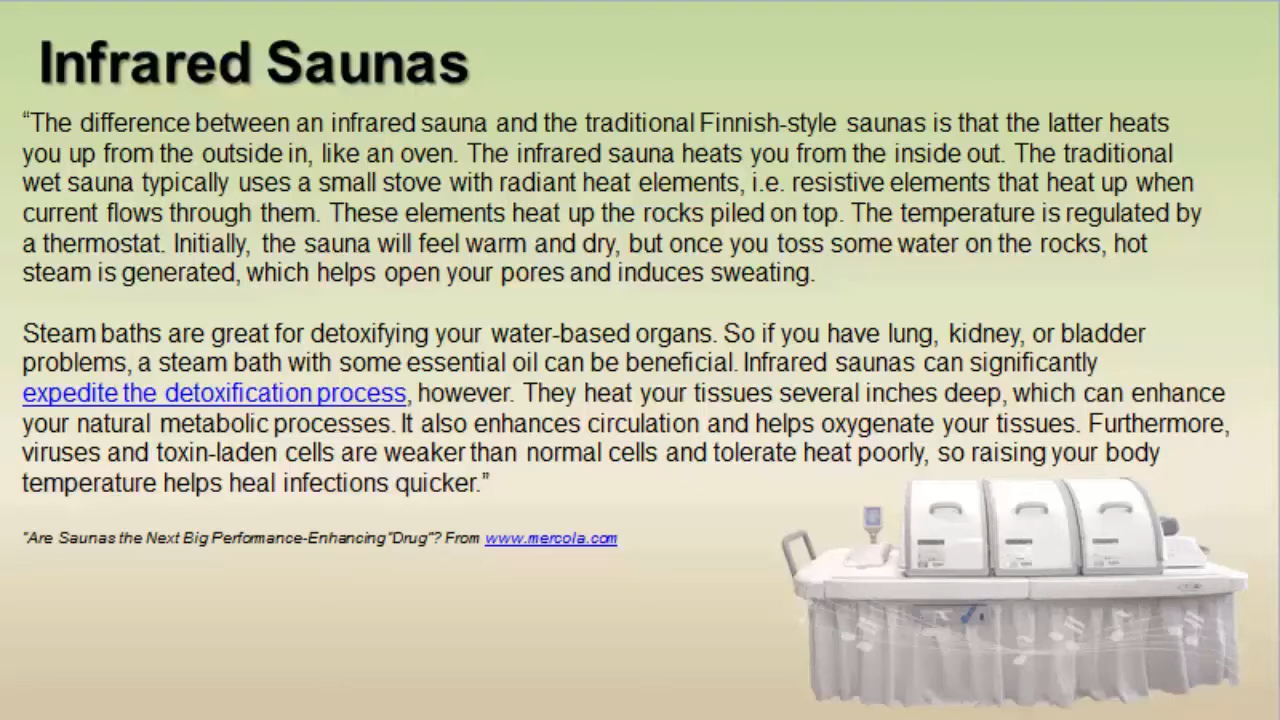 Infrared Saunas
“The difference between an infrared sauna and the traditional Finnish-style saunas is that the latter heats
you up from the outside in, like an oven. The infrared sauna heats you from the inside out. The traditional
wet sauna typically uses a small stove with radiant heat elements, i.e. resistive elements that heat up when
current flows through them. These elements heat up the rocks piled on top. The temperature is regulated by
a thermostat. Initially, the sauna will feel warm and dry, but once you toss some water on the rocks, hot
steam is generated, which helps open your pores and induces sweating.
Steam baths are great for detoxifying your water-based organs. So if you have lung, kidney, or bladder
problems, a steam bath with some essential oil can be beneficial. Infrared saunas can significantly
expedite the detoxification process, however. They heat your tissues several inches deep, which can enhance
your natural metabolic processes. It also enhances circulation and helps oxygenate your tissues. Furthermore,
viruses and toxin-laden cells are weaker than normal cells and tolerate heat poorly, so raising your body
temperature helps heal infections quicker.”
“Are Saunas the Next Big Performance-Enhancing “Drug”? From www.mercola.com